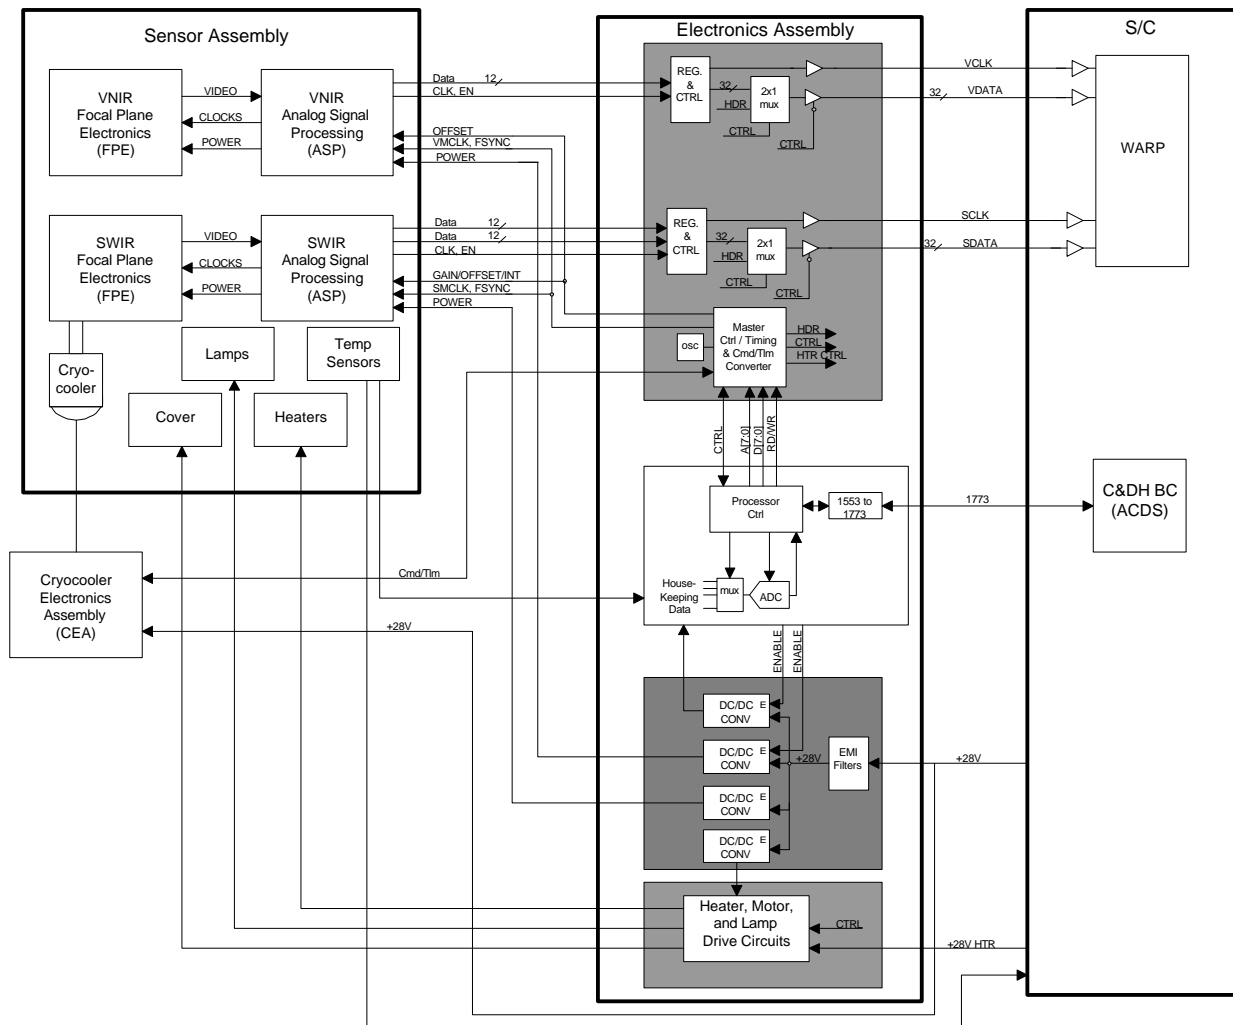 Sensor Assembly
Electronics Assembly
S/C
VNIR
Focal Plane
Electronics
(FPE)
VIDEO
CLOCKS
POWER
VNIR
Analog Signal
Processing
(ASP)
Data
12
CLK, EN
OFFSET
VMCLK, FSYNC
POWER
REG.
&
CTRL
32
HDR
CTRL
2x1
mux
CTRL
VCLK
32
VDATA
WARP
SWIR
Focal Plane
Electronics
(FPE)
VIDEO
CLOCKS
POWER
SWIR
Analog Signal
Processing
(ASP)
Data
12
Data
12
CLK, EN
GAIN/OFFSET/INT
SMCLK, FSYNC
POWER
REG.
&
CTRL
32
HDR
CTRL
2x1
mux
CTRL
SCLK
32
SDATA
Cryo-
cooler
Lamps
Temp
Sensors
Cover
Heaters
osc
Master
Ctrl / Timing
& Cmd/Tlm
Converter
HDR
CTRL
HTR CTRL
CTRL
A[7:0]
D[7:0]
RD/WR
Processor
Ctrl
1553 to
1773
1773
C&DH BC
(ACDS)
House-
Keeping
Data
mux
ADC
Cryocooler
Electronics
Assembly
(CEA)
Cmd/Tlm
+28V
ENABLE
ENABLE
DC/DC E
CONV
DC/DC E
CONV
DC/DC E
CONV
DC/DC E
CONV
+28V
EMI
Filters
+28V
Heater, Motor,
and Lamp
Drive Circuits
CTRL
+28V HTR